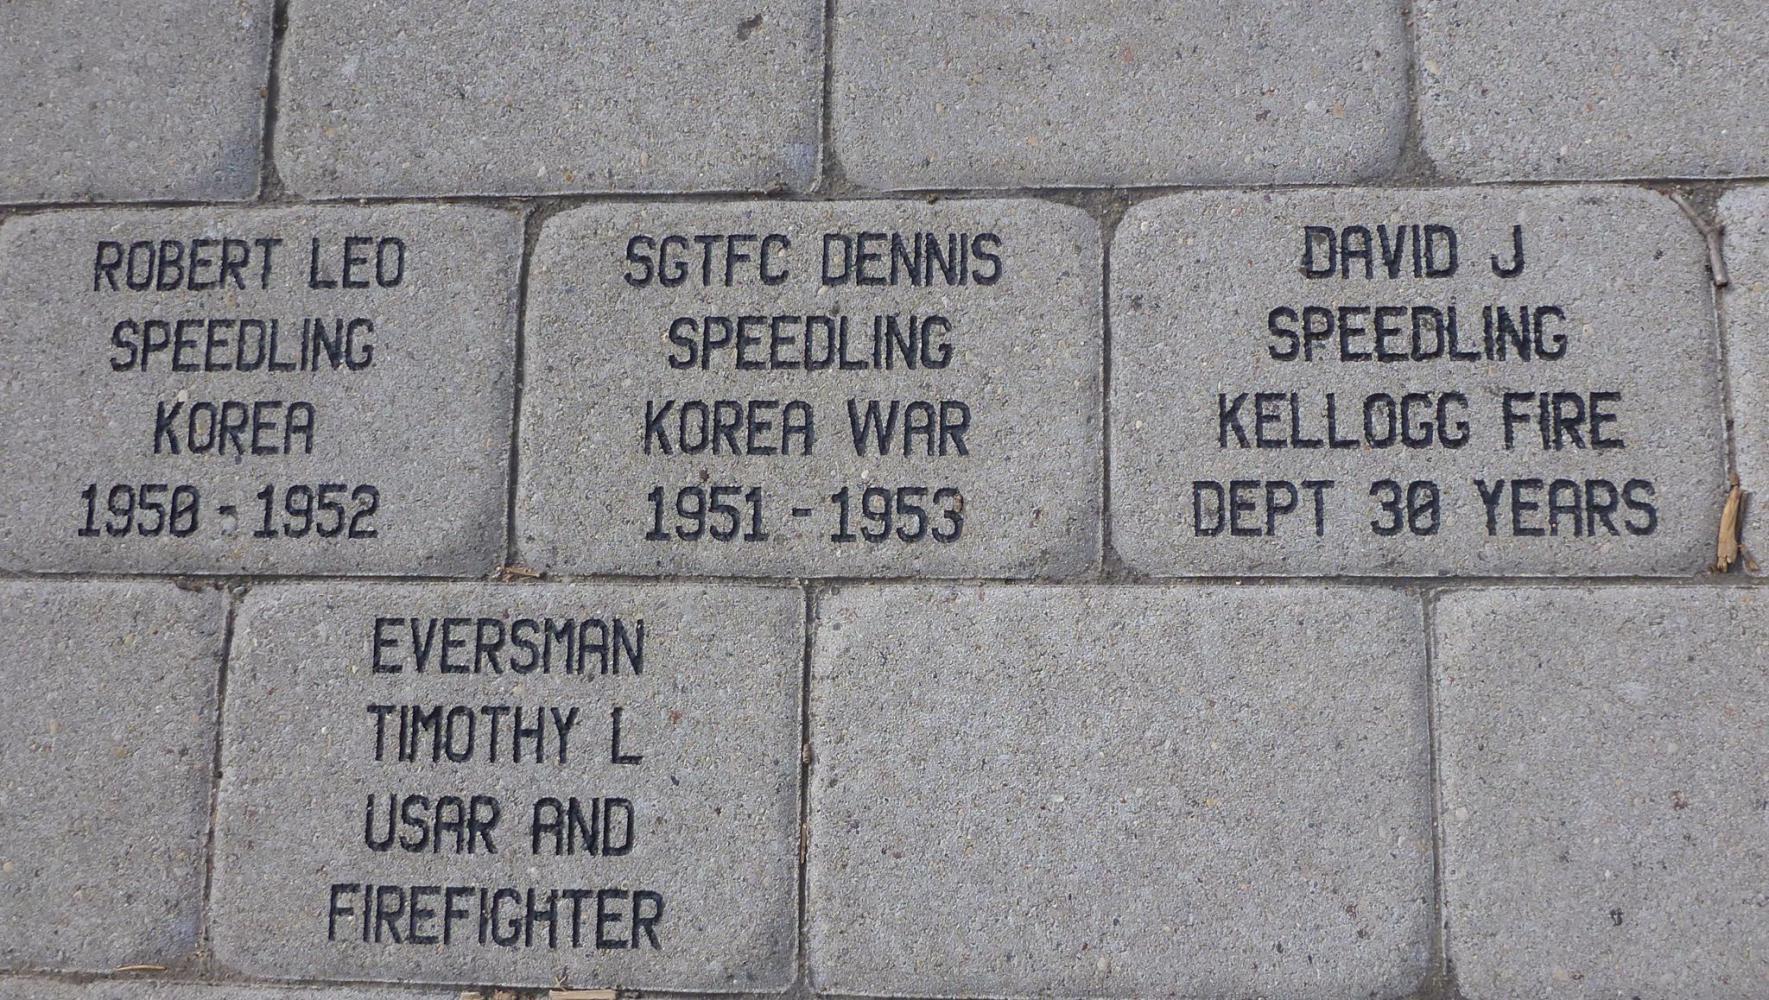 ROBERT LEO
SPEEDLING
KOREA
1950 - 1952
SGTFC DENNIS
SPEEDLING
KOREA WAR
1951 - 1953
DAVID J
SPEEDLING
KELLOGG FIRE
DEPT 30 YEARS
EVERSMAN
TIMOTHY L
USAR AND
FIREFIGHTER